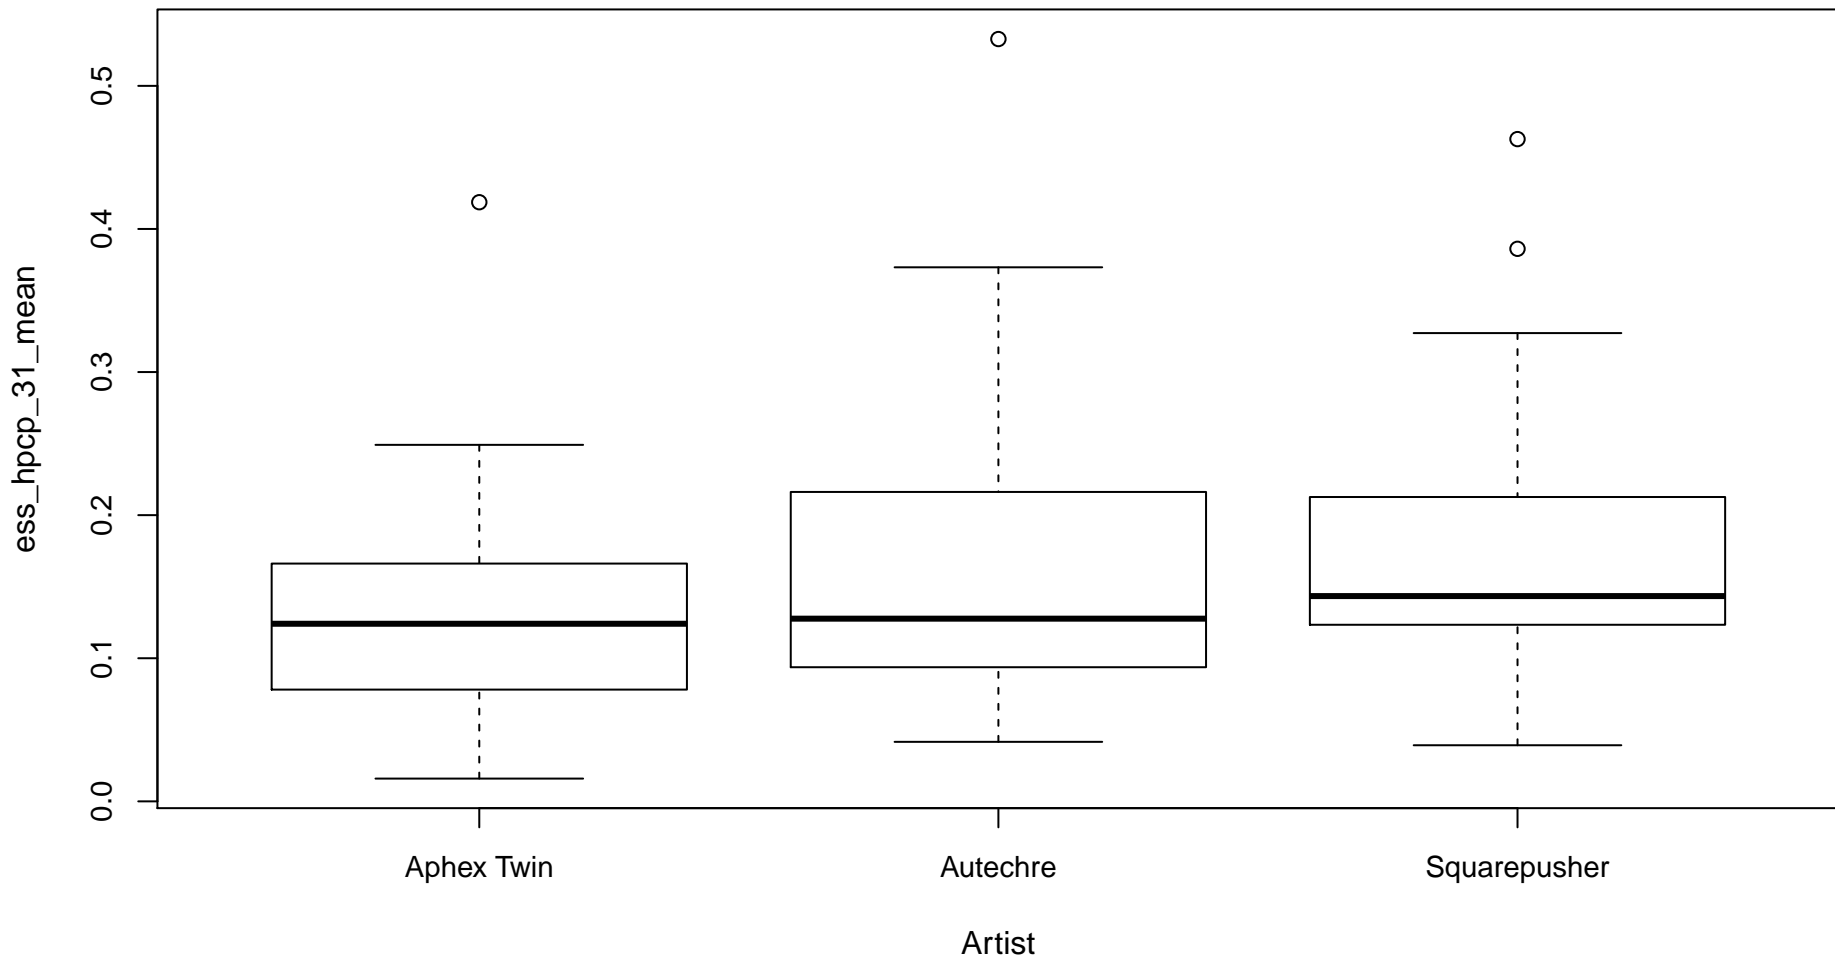 ess_hpcp_31_mean
0.5
0.4
0.3
0.2
0.1
0.0
Aphex Twin
Autechre
Squarepusher
Artist